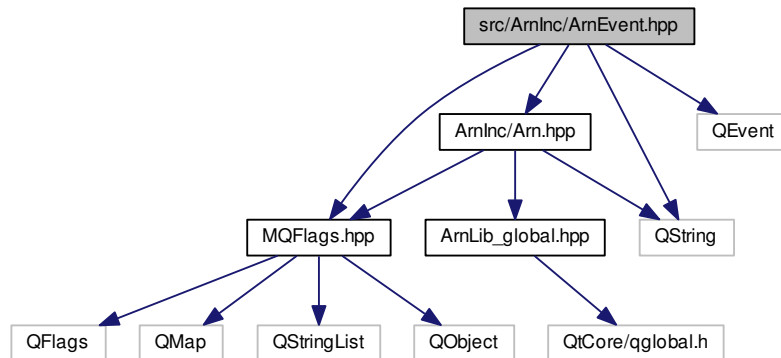 src/ArnInc/ArnEvent.hpp
ArnInc/Arn.hpp
QEvent
MQFlags.hpp
ArnLib_global.hpp
QString
QFlags
QMap
QStringList
QObject
QtCore/qglobal.h